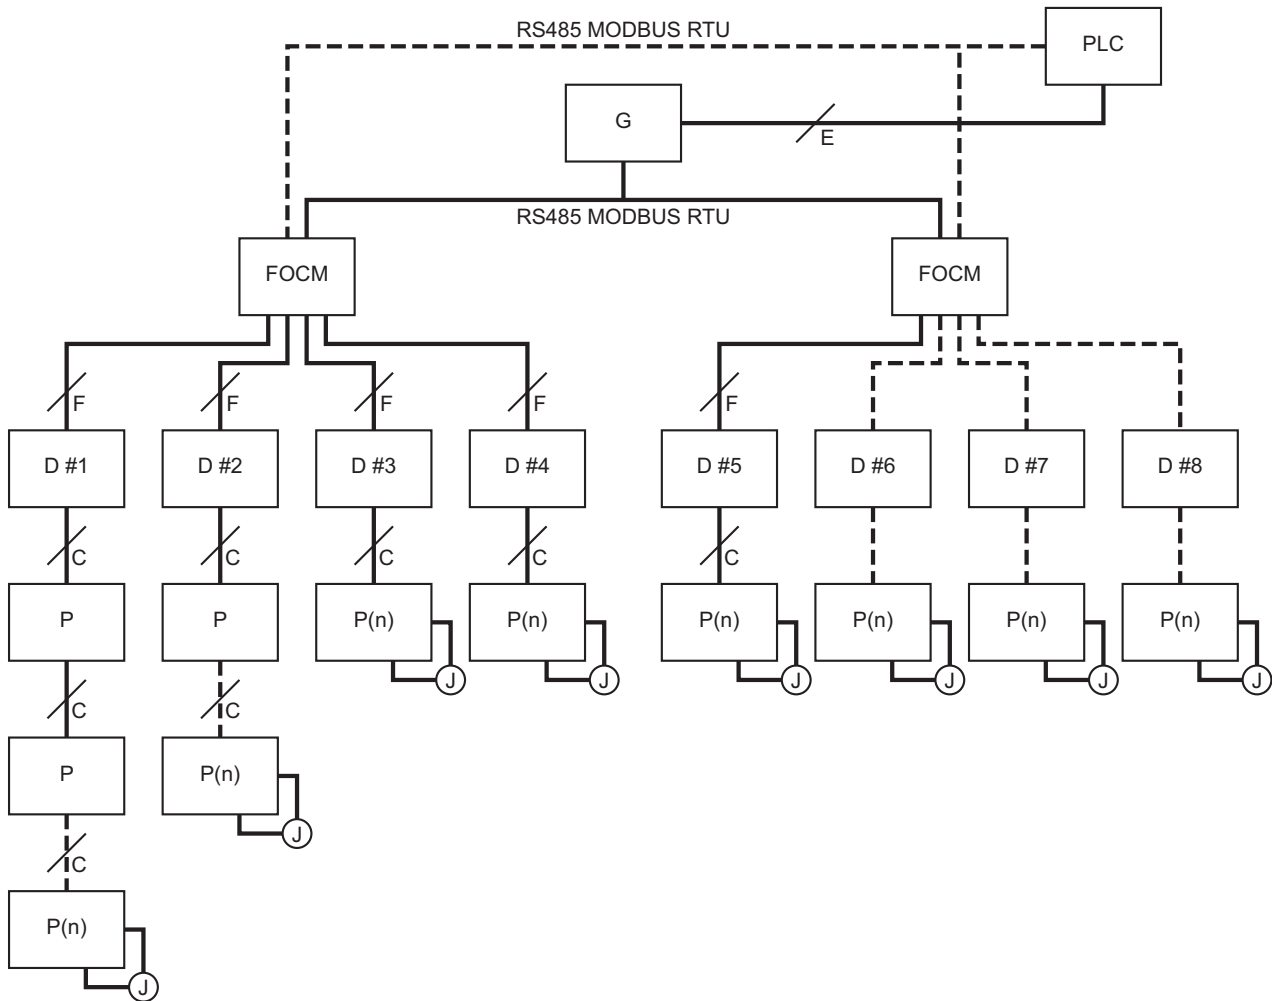 RS485 MODBUS RTU
PLC
G
E
RS485 MODBUS RTU
FOCM
FOCM
F
F
F
F
F
D #1
D #2
D #3
D #4
D #5
D #6
D #7
D #8
C
C
C
C
C
P
P
P(n)
P(n)
P(n)
P(n)
P(n)
P(n)
J
J
J
J
J
J
C
C
P
P(n)
J
C
P(n)
J